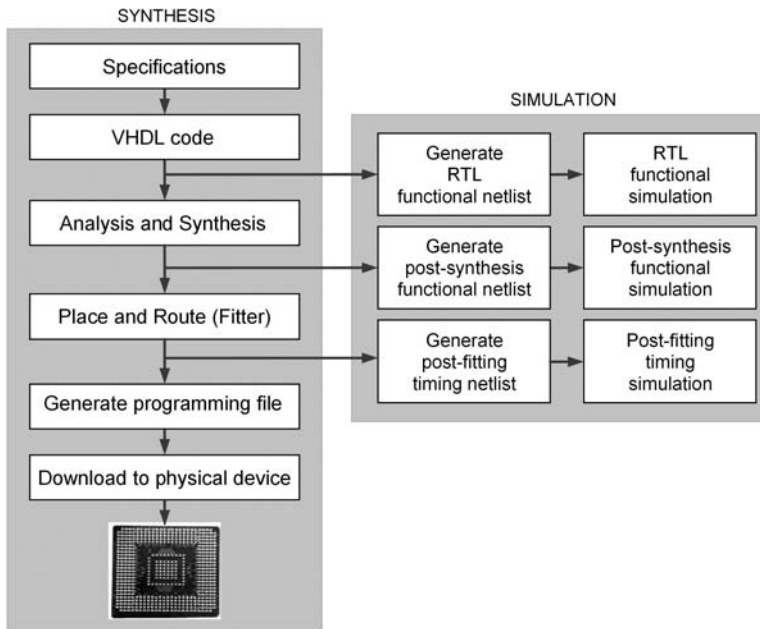 SYNTHESIS
Specifications
VHDL code
Analysis and Synthesis
Place and Route (Fitter)
Generate programming file
Download to physical device
SIMULATION
Generate
RTL
functional netlist
RTL
functional
simulation
Generate
post-synthesis
functional netlist
Post-synthesis
functional
simulation
Generate
post-fitting
timing netlist
Post-fitting
timing
simulation